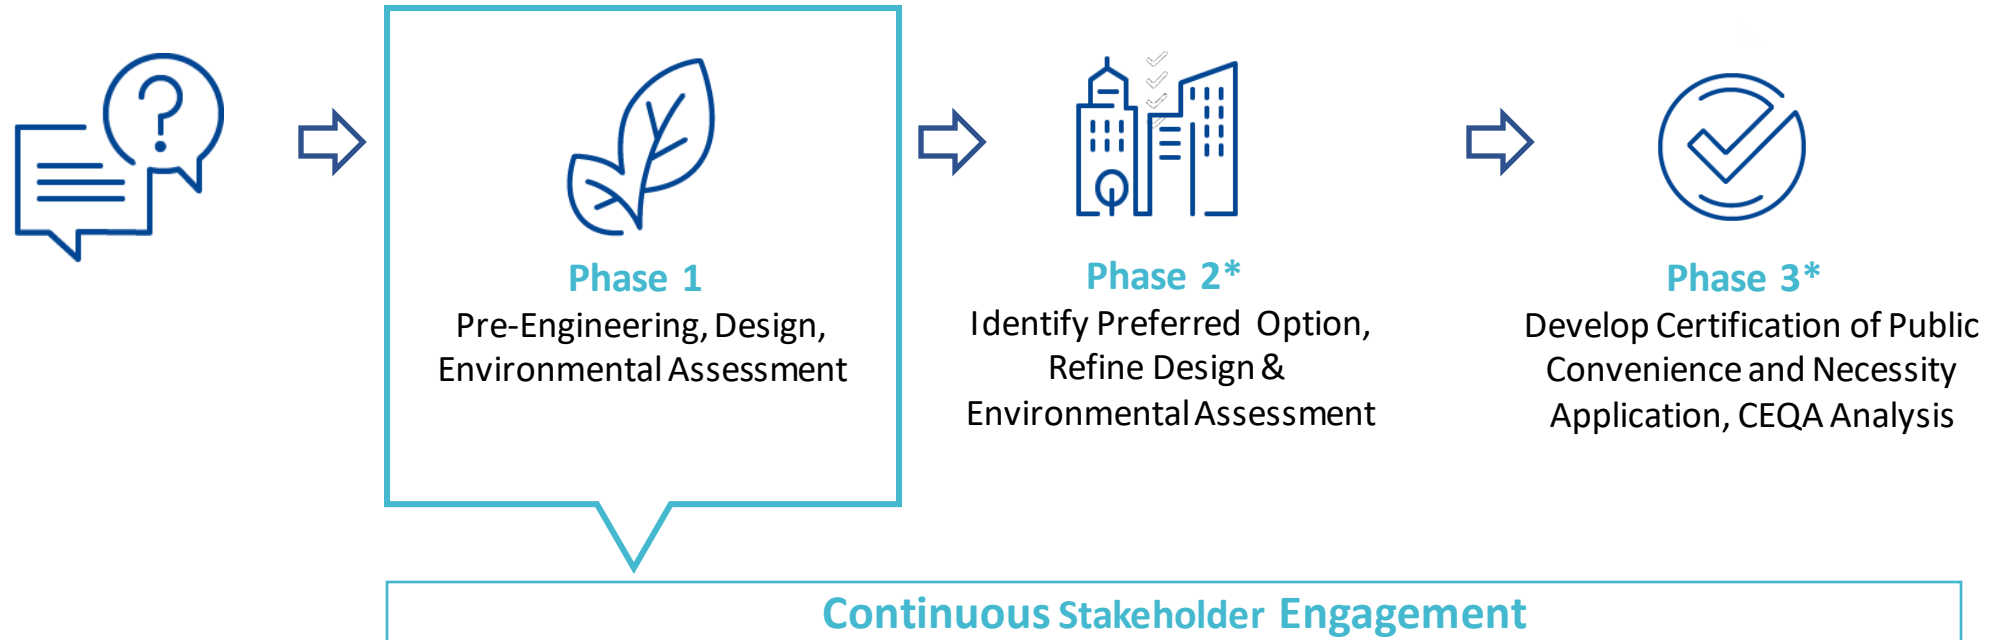 Phase 1
Pre-Engineering, Design,
Environmental Assessment
Phase 2*
Identify Preferred Option,
Refine Design &
Environmental Assessment
Phase 3*
Develop Certification of Public
Convenience and Necessity
Application, CEQA Analysis
Continuous Stakeholder Engagement